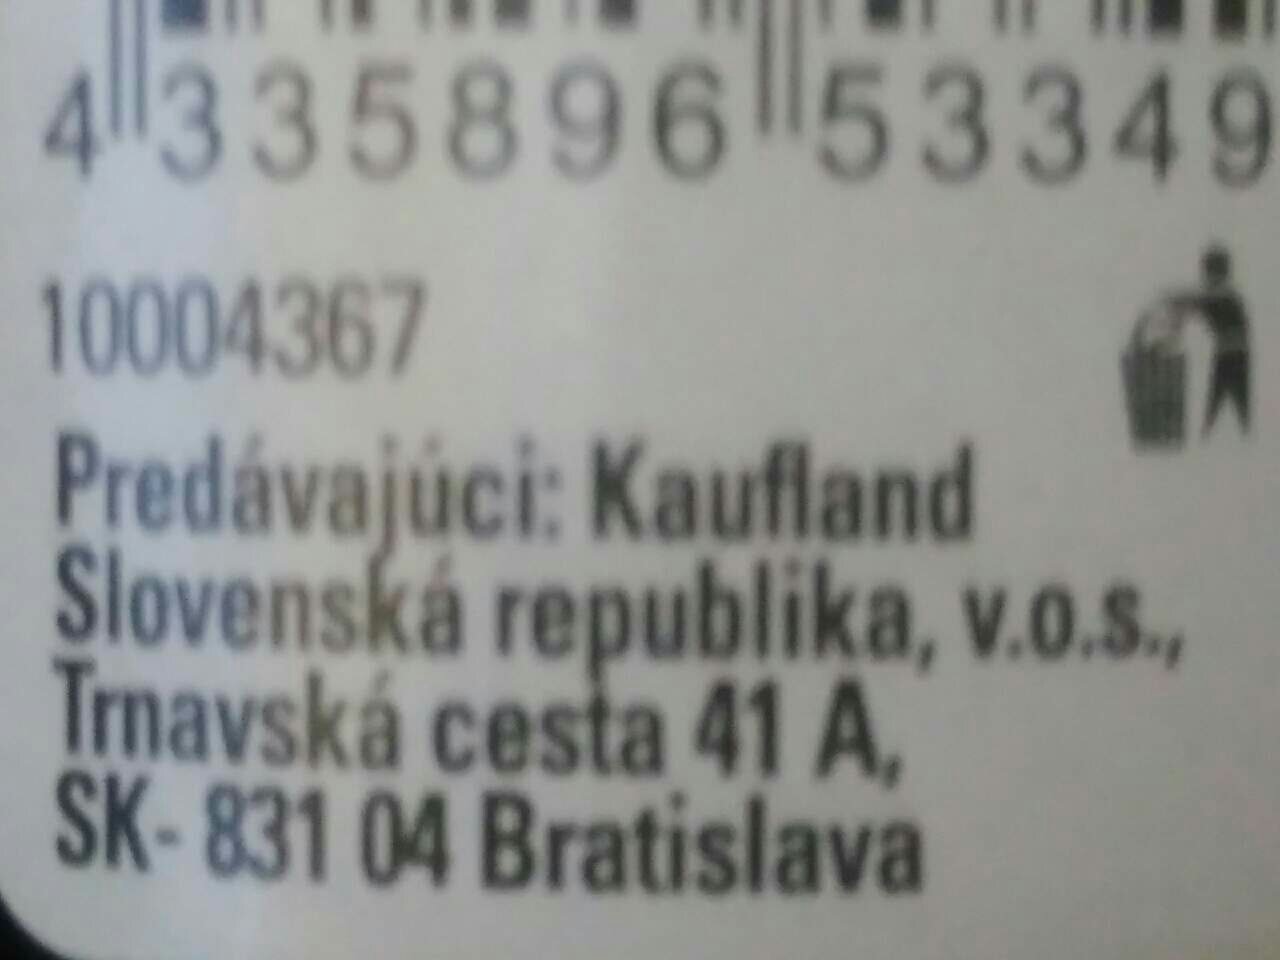 4 335896 53349
10004367
Predávajúci: Kaufland
Slovenská republika, v.o.s.,
Trnavská cesta 41 A,
SK- 831 04 Bratislava